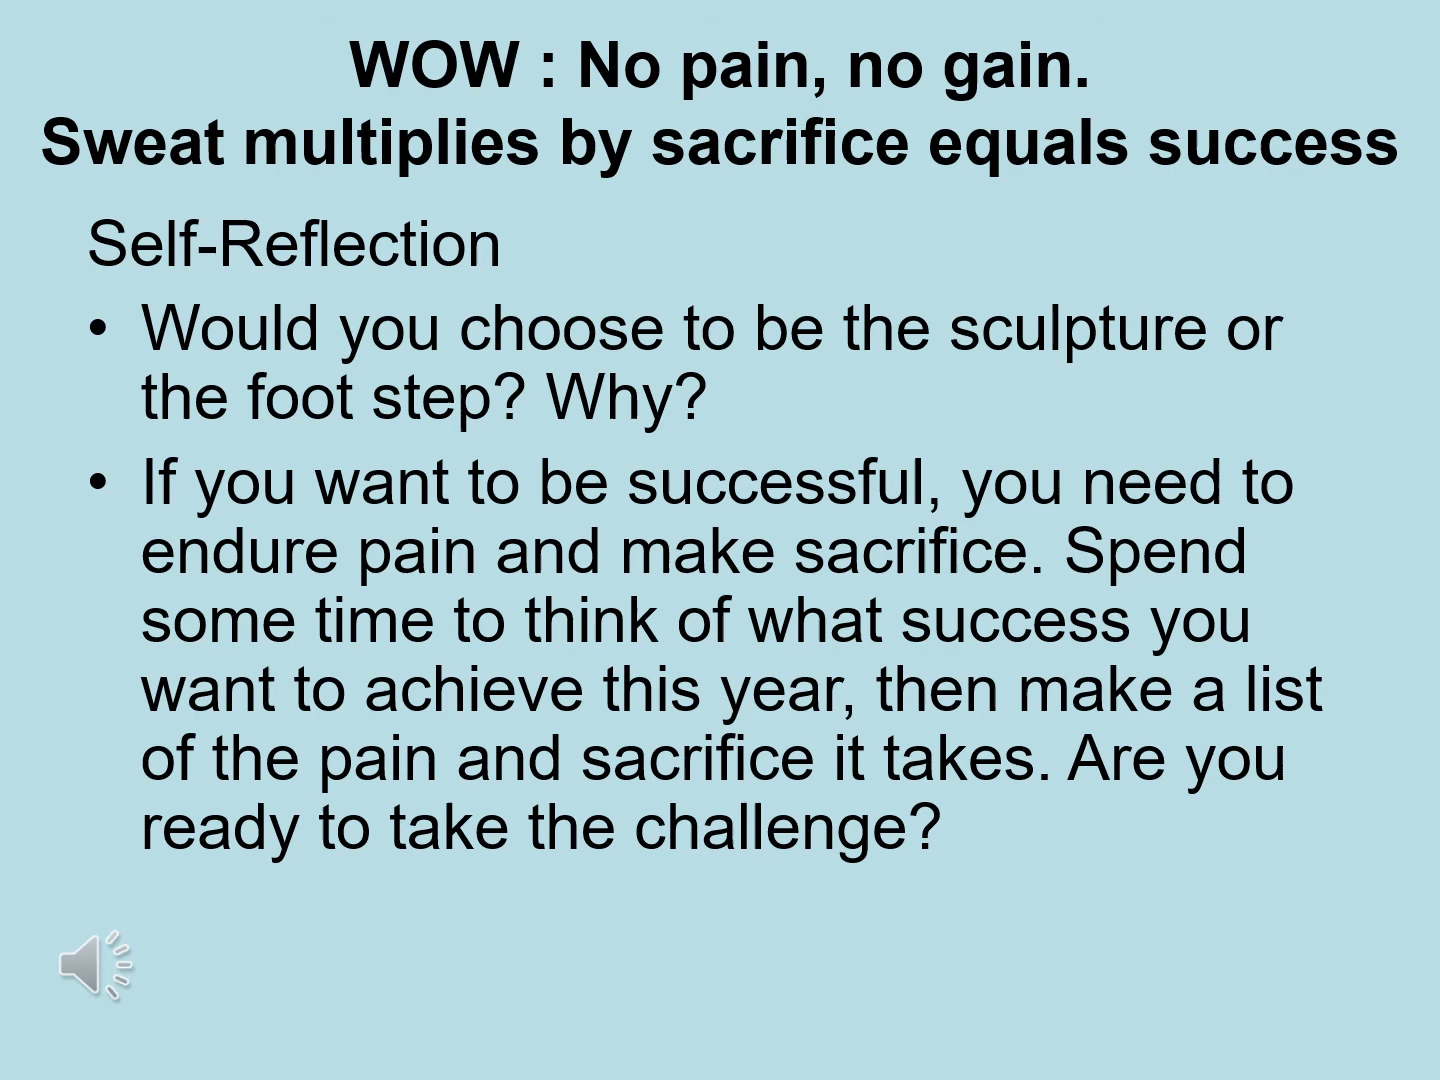 WOW : No pain, no gain.
Sweat multiplies by sacrifice equals success
Self-Reflection
• Would you choose to be the sculpture or
the foot step? Why?
• If you want to be successful, you need to
endure pain and make sacrifice. Spend
some time to think of what success you
want to achieve this year, then make a list
of the pain and sacrifice it takes. Are you
ready to take the challenge?